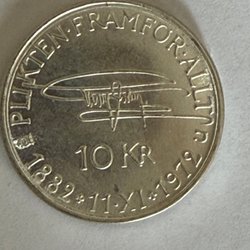 PLIKTEN · FRAMFÖR · ALLT
10 KR
1882 * 11 · XI * 1972